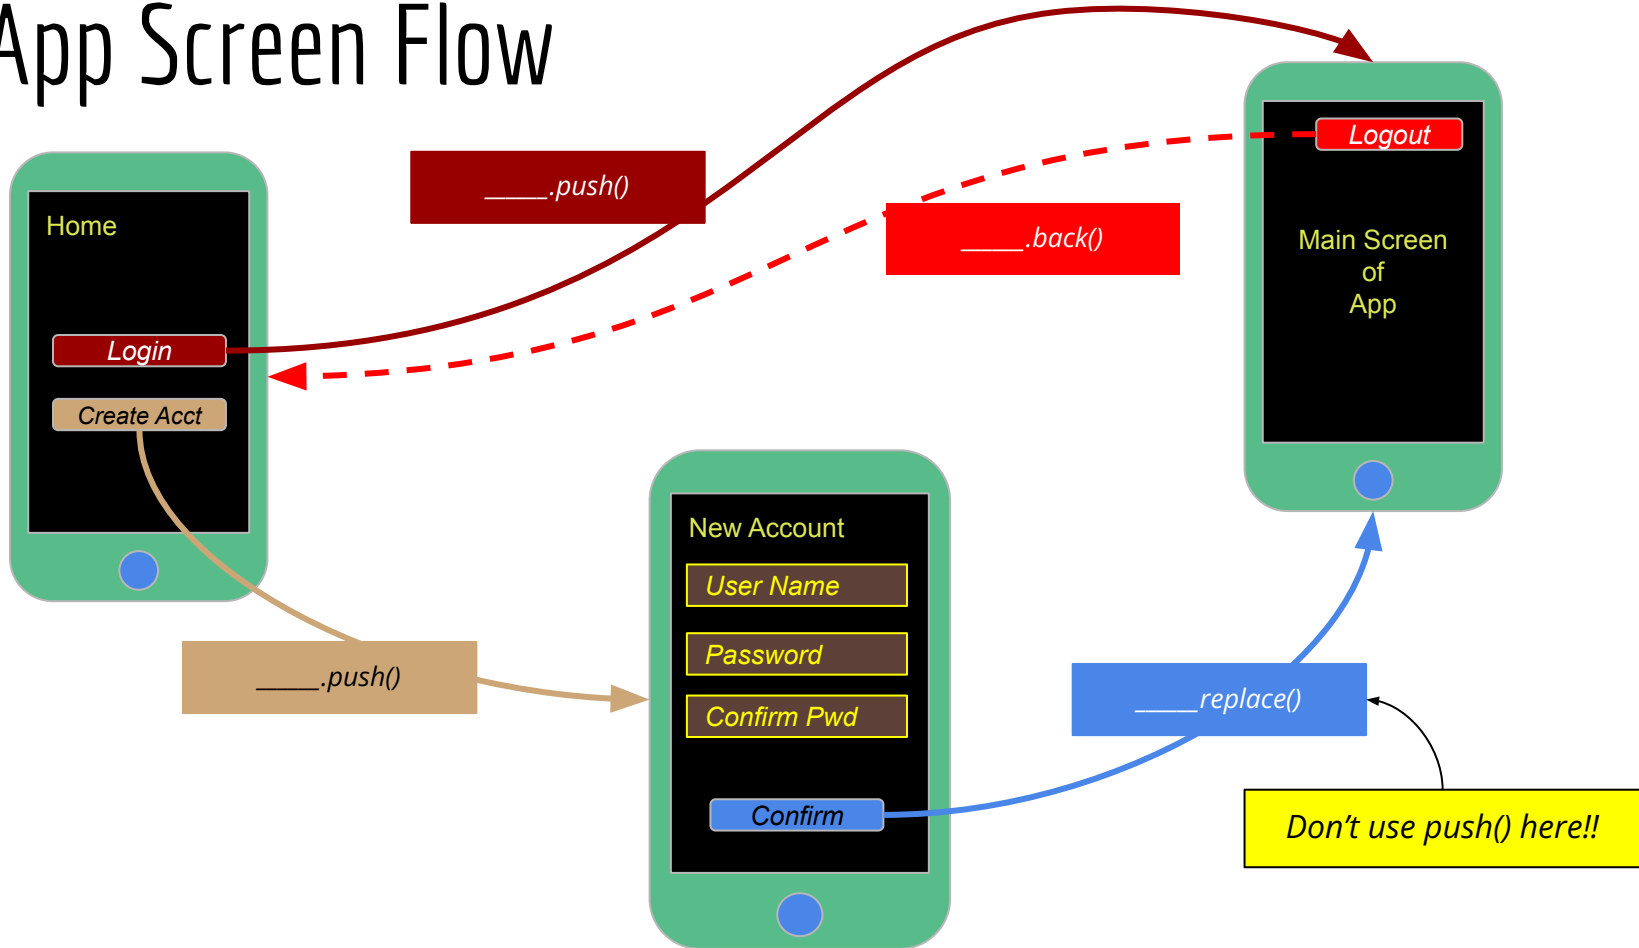 App Screen Flow
Home
Login
Create Acct
_____.push()
_____.back()
Logout
Main Screen
of
App
_____.push()
New Account
User Name
Password
Confirm Pwd
Confirm
_____replace()
Don't use push() here!!